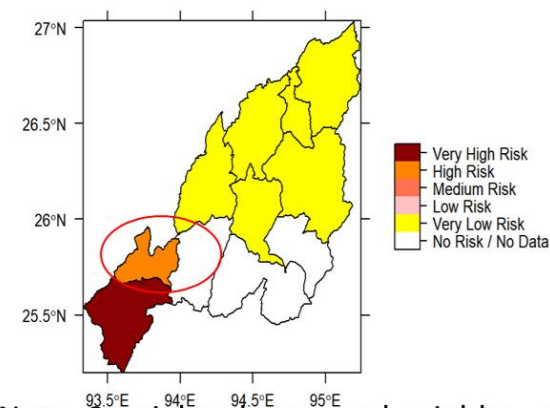 27°N
26.5°N
26°N
25.5°N
93.5°E 94°E 94.5°E 95°E
Very High Risk
High Risk
Medium Risk
Low Risk
Very Low Risk
No Risk / No Data